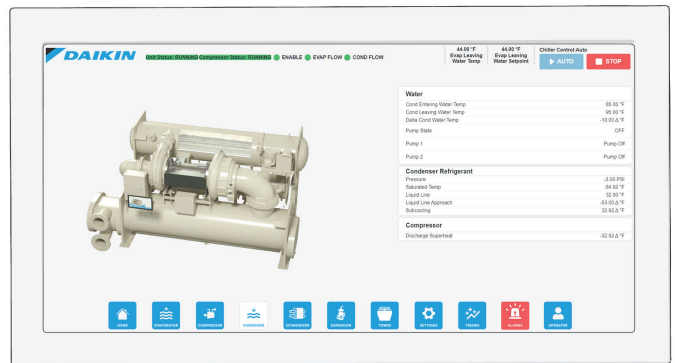 DAIKIN
Unit Status: RUNNING Compressor Status: RUNNING ENABLE EVAP FLOW COND FLOW
44.00 °F Evap Leaving Water Temp
44.00 °F Evap Leaving Water Setpoint
Chiller Control:Auto
AUTO STOP
Water
Cond Entering Water Temp 85.00 °F
Cond Leaving Water Temp 95.00 °F
Delta Cond Water Temp -10.00 Δ °F
Pump State OFF
Pump 1 Pump Off
Pump 2 Pump Off
Condenser Refrigerant
Pressure -3.00 PSI
Saturated Temp 64.92 °F
Liquid Line 32.00 °F
Liquid Line Approach -53.00 Δ °F
Subcooling 32.92 Δ °F
Compressor
Discharge Superheat -32.92 Δ °F
HOME EVAPORATOR COMPRESSOR CONDENSER ECONOMIZER EXPANSION TOWER SETTINGS TRENDS ALARMS OPERATOR